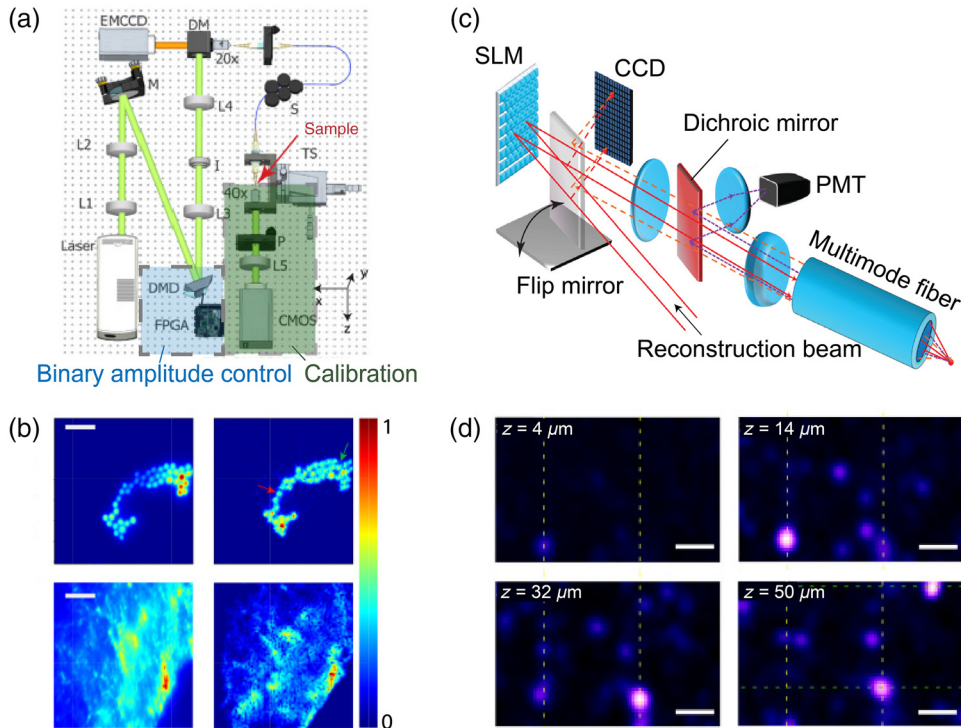 (a)
EMCCD
DM
20x
M
L4
S
Sample
L2
I
TS
40x
L1
L3
P
Laser
L5
DMD
FPGA
CMOS
x
y
z
Binary amplitude control
Calibration
(b)
1
0
(c)
SLM
CCD
Dichroic mirror
PMT
Multimode fiber
Flip mirror
Reconstruction beam
(d)
z = 4 µm
z = 14 µm
z = 32 µm
z = 50 µm